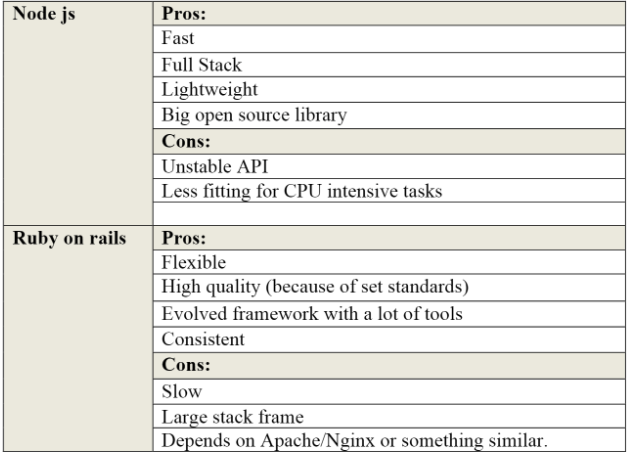 Node js
Pros:
Fast
Full Stack
Lightweight
Big open source library
Cons:
Unstable API
Less fitting for CPU intensive tasks
Ruby on rails
Pros:
Flexible
High quality (because of set standards)
Evolved framework with a lot of tools
Consistent
Cons:
Slow
Large stack frame
Depends on Apache/Nginx or something similar.